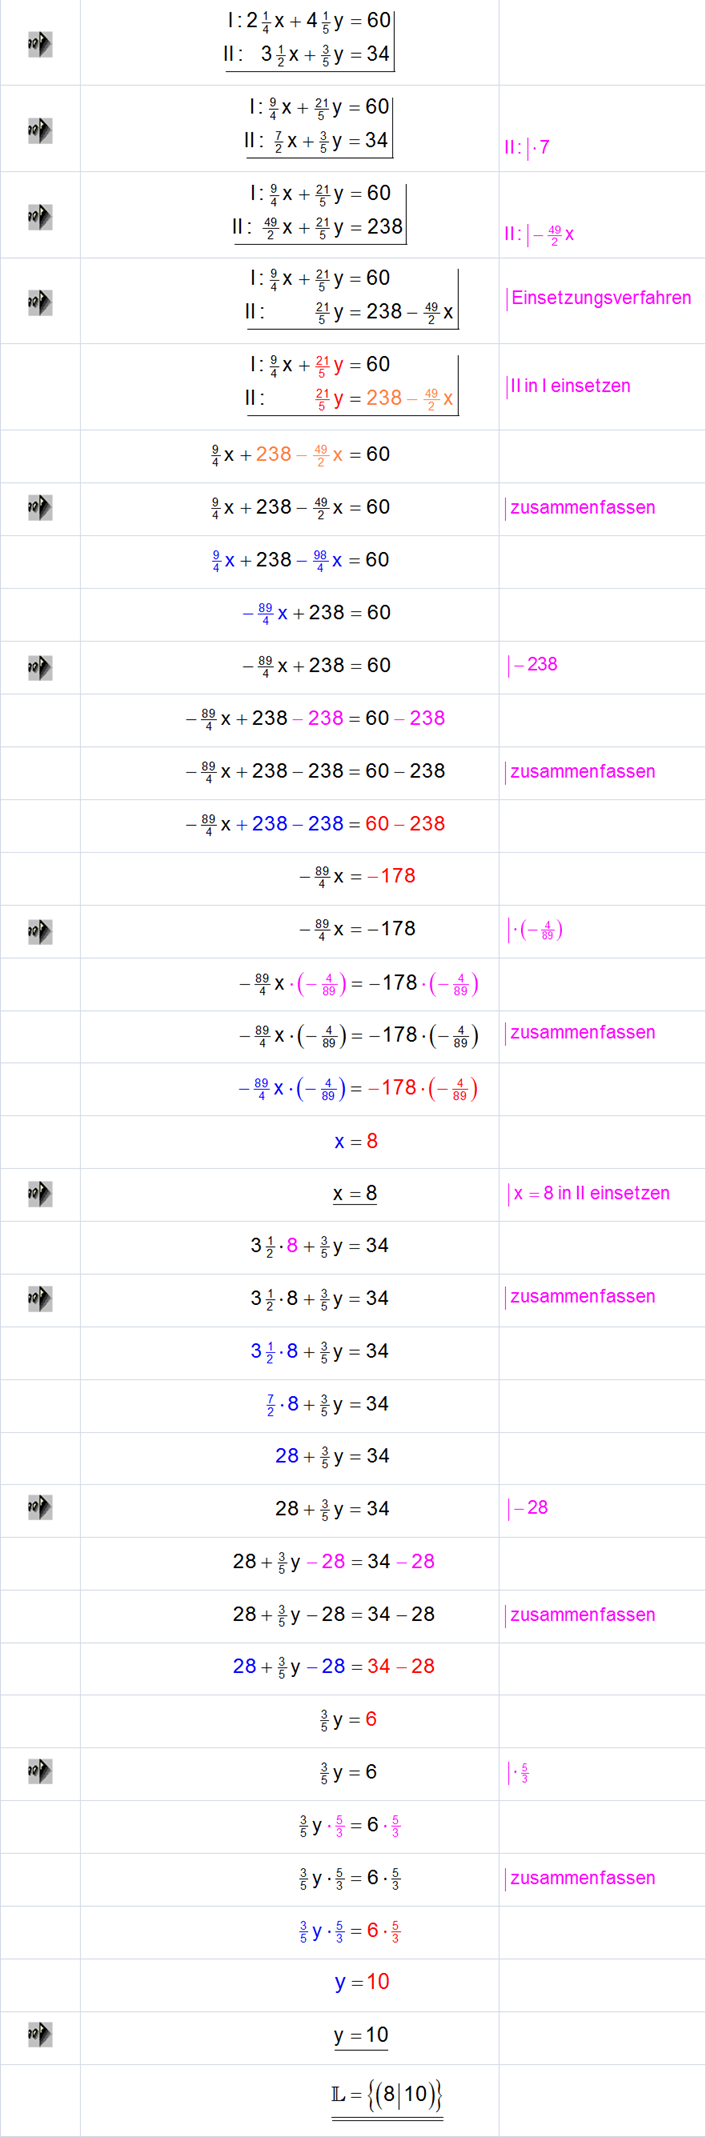 I: 2 1/4 x + 4 1/5 y = 60
II: 3 1/2 x + 3/5 y = 34
I: 9/4 x + 21/5 y = 60
II: 7/2 x + 3/5 y = 34 II: | · 7
I: 9/4 x + 21/5 y = 60
II: 49/2 x + 21/5 y = 238 II: | − 49/2 x
I: 9/4 x + 21/5 y = 60 | Einsetzungsverfahren
II: 21/5 y = 238 − 49/2 x
I: 9/4 x + 21/5 y = 60 | II in I einsetzen
II: 21/5 y = 238 − 49/2 x
9/4 x + 238 − 49/2 x = 60
9/4 x + 238 − 49/2 x = 60 | zusammenfassen
9/4 x + 238 − 98/4 x = 60
− 89/4 x + 238 = 60
− 89/4 x + 238 = 60 | − 238
− 89/4 x + 238 − 238 = 60 − 238
− 89/4 x + 238 − 238 = 60 − 238 | zusammenfassen
− 89/4 x + 238 − 238 = 60 − 238
− 89/4 x = −178
− 89/4 x = −178 | · (− 4/89)
− 89/4 x · (− 4/89) = −178 · (− 4/89)
− 89/4 x · (− 4/89) = −178 · (− 4/89) | zusammenfassen
− 89/4 x · (− 4/89) = −178 · (− 4/89)
x = 8
x = 8 | x = 8 in II einsetzen
3 1/2 · 8 + 3/5 y = 34
3 1/2 · 8 + 3/5 y = 34 | zusammenfassen
3 1/2 · 8 + 3/5 y = 34
7/2 · 8 + 3/5 y = 34
28 + 3/5 y = 34
28 + 3/5 y = 34 | − 28
28 + 3/5 y − 28 = 34 − 28
28 + 3/5 y − 28 = 34 − 28 | zusammenfassen
28 + 3/5 y − 28 = 34 − 28
3/5 y = 6
3/5 y = 6 | · 5/3
3/5 y · 5/3 = 6 · 5/3
3/5 y · 5/3 = 6 · 5/3 | zusammenfassen
3/5 y · 5/3 = 6 · 5/3
y = 10
y = 10
𝕃 = {(8|10)}